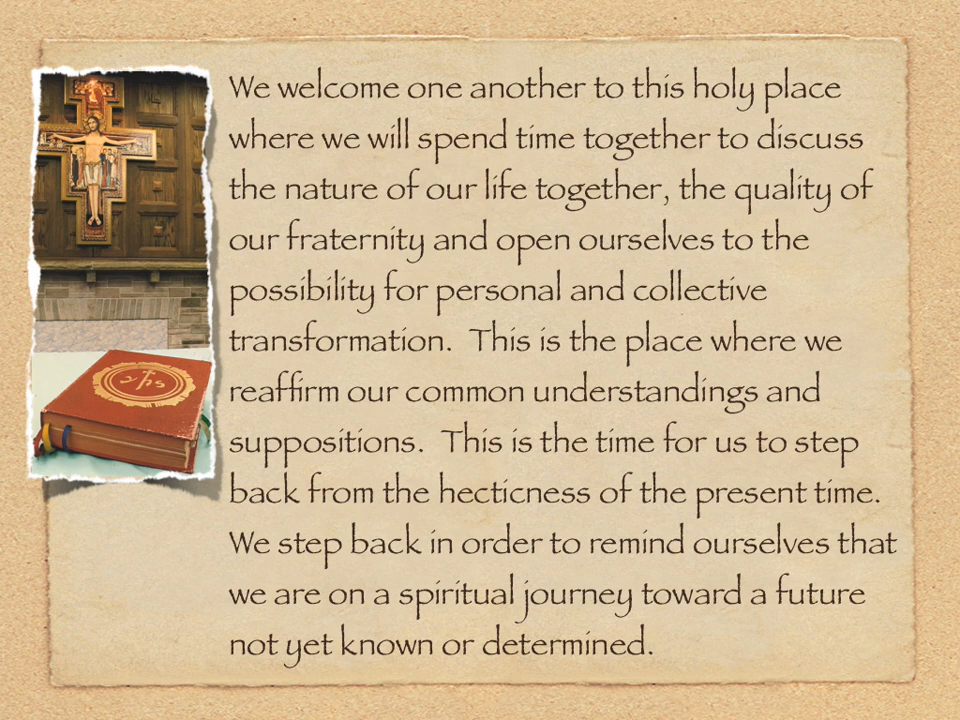 We welcome one another to this holy place
where we will spend time together to discuss
the nature of our life together, the quality of
our fraternity and open ourselves to the
possibility for personal and collective
transformation.  This is the place where we
reaffirm our common understandings and
suppositions.  This is the time for us to step
back from the hecticness of the present time.
We step back in order to remind ourselves that
we are on a spiritual journey toward a future
not yet known or determined.